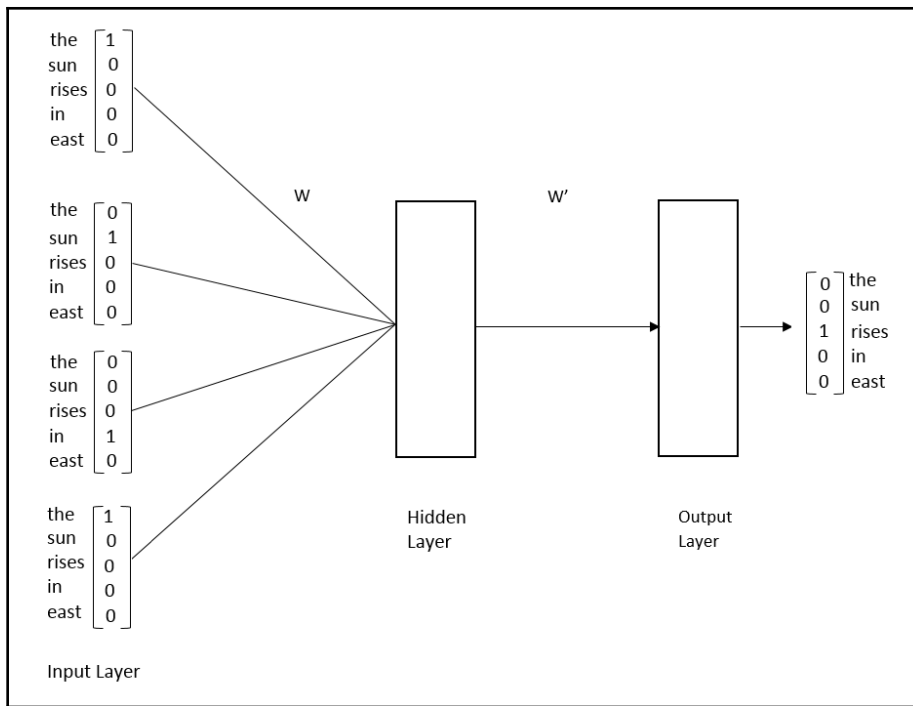 the 1
sun 0
rises 0
in 0
east 0
the 0
sun 1
rises 0
in 0
east 0
the 0
sun 0
rises 0
in 1
east 0
the 1
sun 0
rises 0
in 0
east 0
Input Layer
W
Hidden
Layer
W’
Output
Layer
0 the
0 sun
1 rises
0 in
0 east